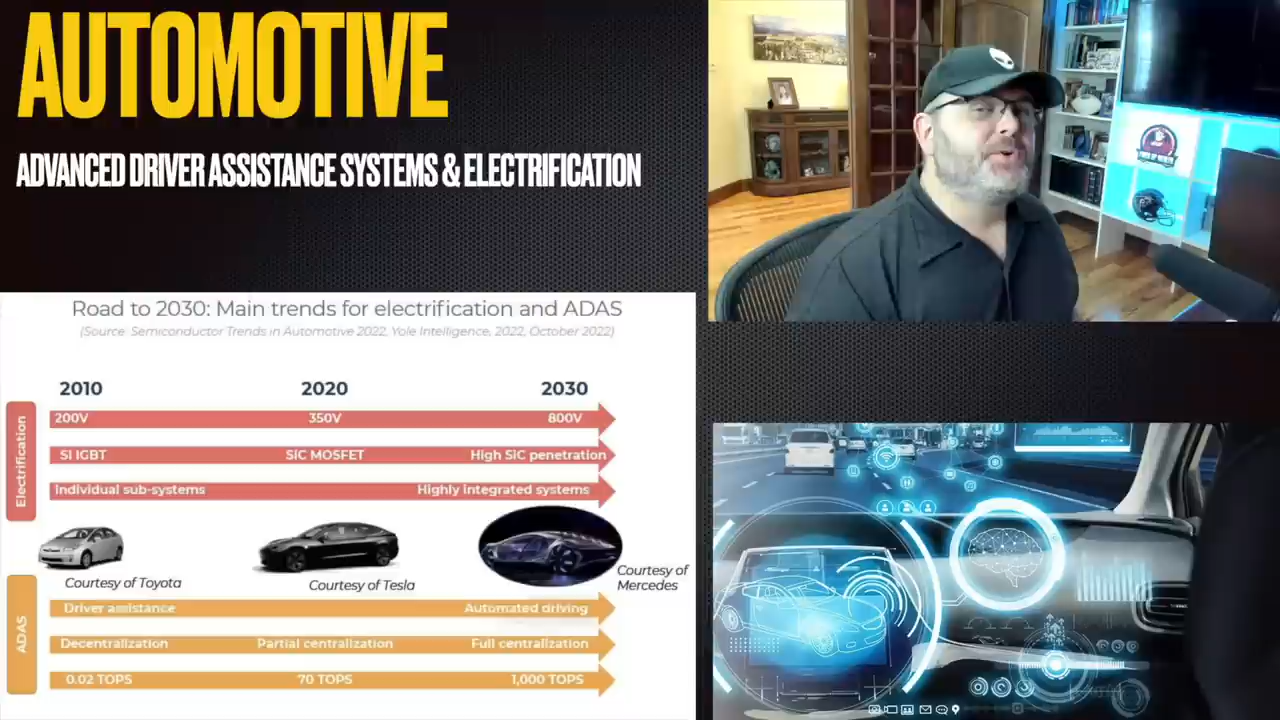 AUTOMOTIVE
ADVANCED DRIVER ASSISTANCE SYSTEMS & ELECTRIFICATION
Road to 2030: Main trends for electrification and ADAS
(Source: Semiconductor Trends in Automotive 2022, Yole Intelligence, 2022, October 2022)
2010 2020 2030
Electrification
200V 350V 800V
Si IGBT SiC MOSFET High SiC penetration
Individual sub-systems Highly integrated systems
Courtesy of Toyota
Courtesy of Tesla
Courtesy of
Mercedes
ADAS
Driver assistance Automated driving
Decentralization Partial centralization Full centralization
0.02 TOPS 70 TOPS 1,000 TOPS